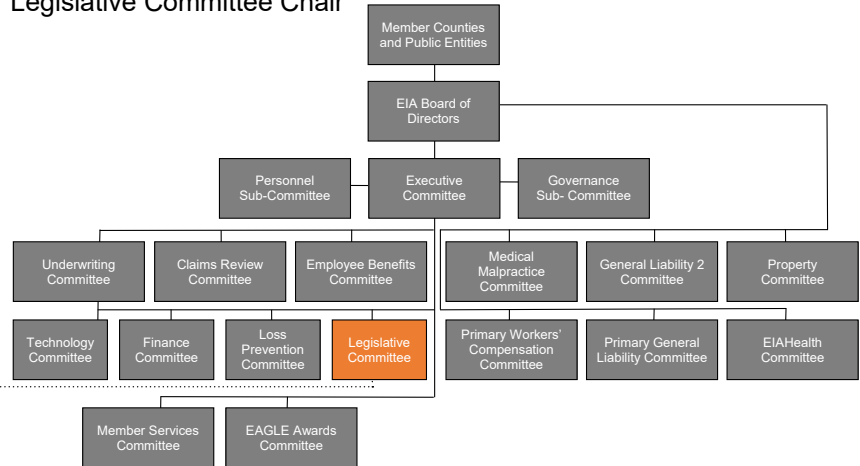 Legislative Committee Chair
Member Counties
and Public Entities
EIA Board of
Directors
Personnel
Sub-Committee
Executive
Committee
Governance
Sub- Committee
Underwriting
Committee
Claims Review
Committee
Employee Benefits
Committee
Medical
Malpractice
Committee
General Liability 2
Committee
Property
Committee
Technology
Committee
Finance
Committee
Loss
Prevention
Committee
Legislative
Committee
Primary Workers'
Compensation
Committee
Primary General
Liability Committee
EIAHealth
Committee
Member Services
Committee
EAGLE Awards
Committee